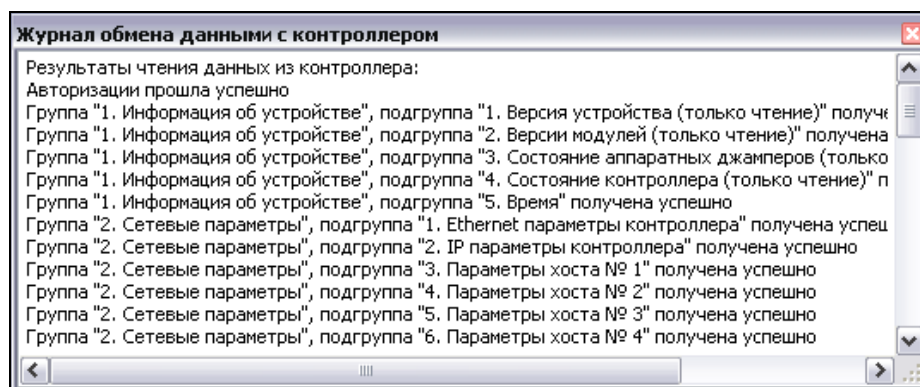 Журнал обмена данными с контроллером
Результаты чтения данных из контроллера:
Авторизации прошла успешно
Группа "1. Информация об устройстве", подгруппа "1. Версия устройства (только чтение)" получе
Группа "1. Информация об устройстве", подгруппа "2. Версии модулей (только чтение)" получена
Группа "1. Информация об устройстве", подгруппа "3. Состояние аппаратных джамперов (только
Группа "1. Информация об устройстве", подгруппа "4. Состояние контроллера (только чтение)" п
Группа "1. Информация об устройстве", подгруппа "5. Время" получена успешно
Группа "2. Сетевые параметры", подгруппа "1. Ethernet параметры контроллера" получена успеш
Группа "2. Сетевые параметры", подгруппа "2. IP параметры контроллера" получена успешно
Группа "2. Сетевые параметры", подгруппа "3. Параметры хоста № 1" получена успешно
Группа "2. Сетевые параметры", подгруппа "4. Параметры хоста № 2" получена успешно
Группа "2. Сетевые параметры", подгруппа "5. Параметры хоста № 3" получена успешно
Группа "2. Сетевые параметры", подгруппа "6. Параметры хоста № 4" получена успешно